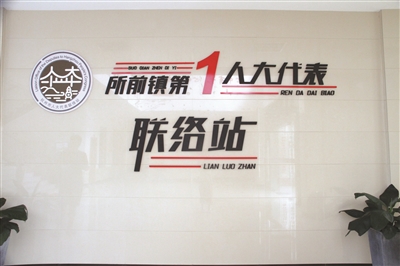 SUO QIAN ZHEN DI YI
所前镇第1人大代表
REN DA DAI BIAO
联络站
LIAN LUO ZHAN